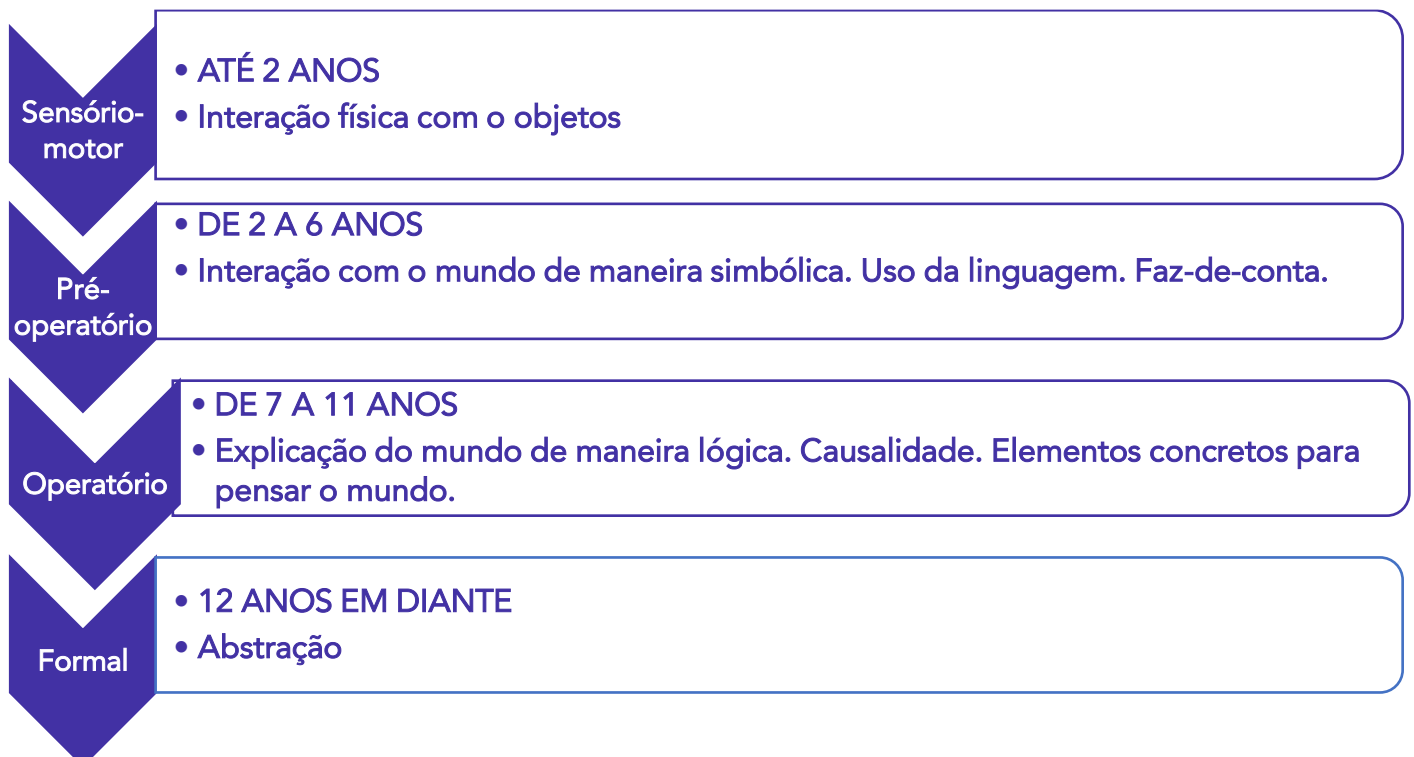 Sensório-
motor
• ATÉ 2 ANOS
• Interação física com o objetos
Pré-
operatório
• DE 2 A 6 ANOS
• Interação com o mundo de maneira simbólica. Uso da linguagem. Faz-de-conta.
Operatório
• DE 7 A 11 ANOS
• Explicação do mundo de maneira lógica. Causalidade. Elementos concretos para
pensar o mundo.
Formal
• 12 ANOS EM DIANTE
• Abstração